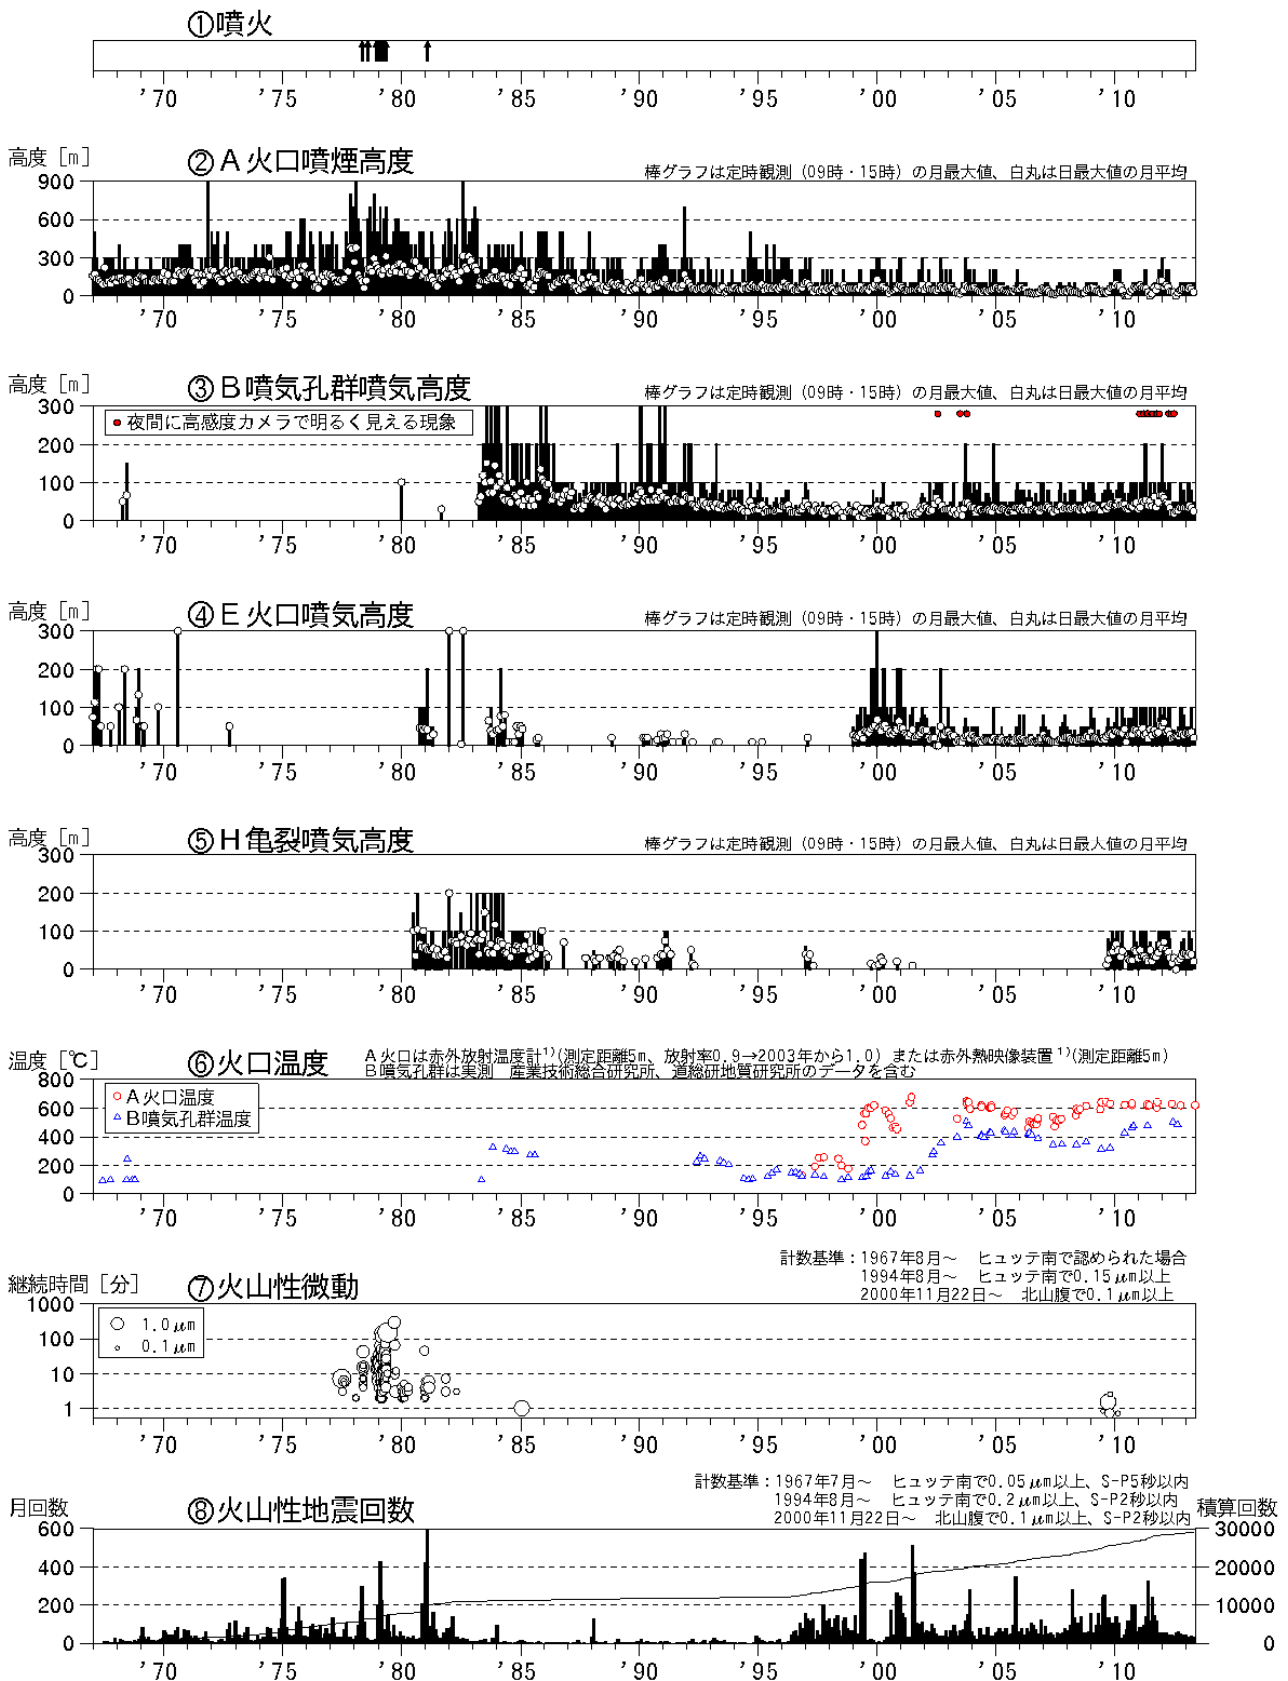 ①噴火
'70 '75 '80 '85 '90 '95 '00 '05 '10
高度 [m] ②A火口噴煙高度 棒グラフは定時観測 (09時・15時) の月最大値、白丸は日最大値の月平均
900
600
300
0
'70 '75 '80 '85 '90 '95 '00 '05 '10
高度 [m] ③B噴気孔群噴気高度 棒グラフは定時観測 (09時・15時) の月最大値、白丸は日最大値の月平均
300
夜間に高感度カメラで明るく見える現象
200
100
0
'70 '75 '80 '85 '90 '95 '00 '05 '10
高度 [m] ④E火口噴気高度 棒グラフは定時観測 (09時・15時) の月最大値、白丸は日最大値の月平均
300
200
100
0
'70 '75 '80 '85 '90 '95 '00 '05 '10
高度 [m] ⑤H亀裂噴気高度 棒グラフは定時観測 (09時・15時) の月最大値、白丸は日最大値の月平均
300
200
100
0
'70 '75 '80 '85 '90 '95 '00 '05 '10
温度 [℃] ⑥火口温度 A火口は赤外放射温度計1)(測定距離5m、放射率0.9→2003年から1.0) または赤外熱映像装置1)(測定距離5m)
B噴気孔群は実測 産業技術総合研究所、道総研地質研究所のデータを含む
800
A火口温度
600
B噴気孔群温度
400
200
0
'70 '75 '80 '85 '90 '95 '00 '05 '10
計数基準：1967年8月～ ヒュッテ南で認められた場合
継続時間 [分] ⑦火山性微動 1994年8月～ ヒュッテ南で0.15μm以上
2000年11月22日～ 北山腹で0.1μm以上
1000
1.0μm
100
0.1μm
10
1
'70 '75 '80 '85 '90 '95 '00 '05 '10
計数基準：1967年7月～ ヒュッテ南で0.05μm以上、S-P5秒以内
月回数 ⑧火山性地震回数 1994年8月～ ヒュッテ南で0.2μm以上、S-P2秒以内 積算回数
2000年11月22日～ 北山腹で0.1μm以上、S-P2秒以内
600 30000
400 20000
200 10000
0 0
'70 '75 '80 '85 '90 '95 '00 '05 '10